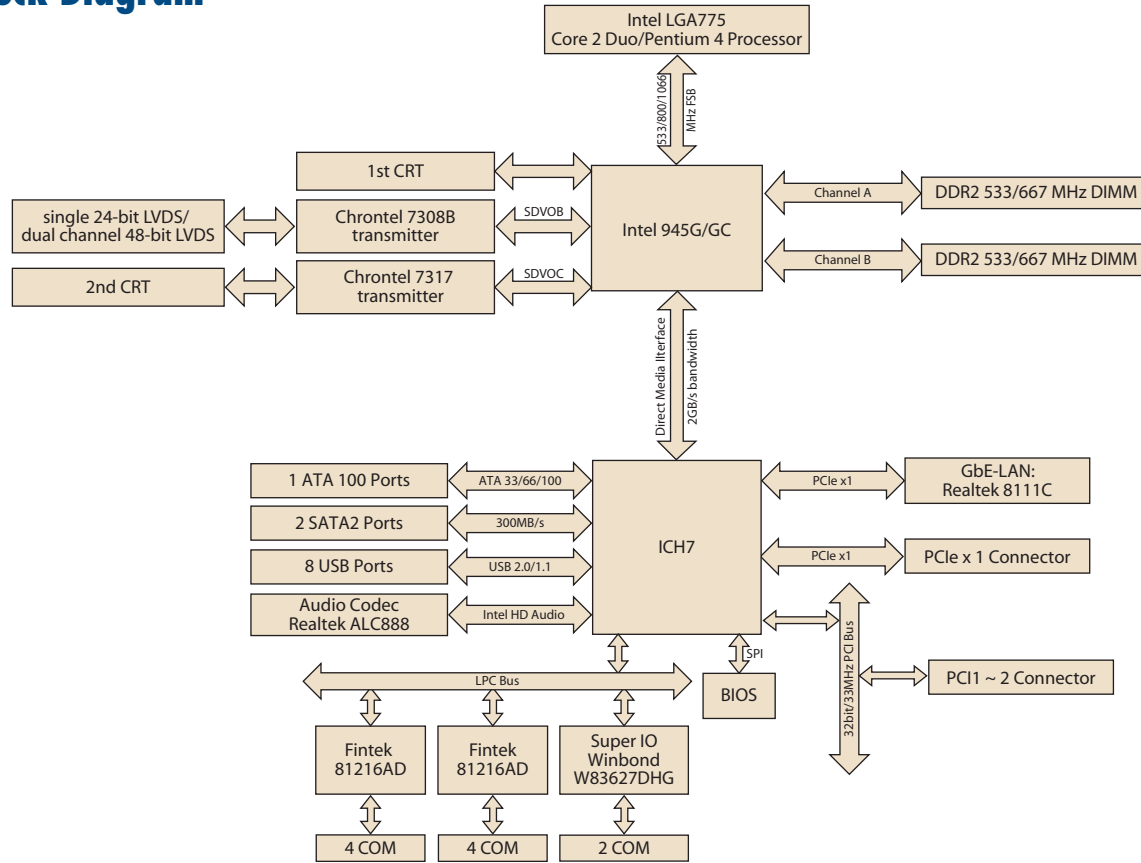 Diagram
Intel LGA775
Core 2 Duo/Pentium 4 Processor
533/800/1066
MHz FSB
1st CRT
single 24-bit LVDS/
dual channel 48-bit LVDS
Chrontel 7308B
transmitter
SDVOB
Intel 945G/GC
Channel A
DDR2 533/667 MHz DIMM
2nd CRT
Chrontel 7317
transmitter
SDVOC
Channel B
DDR2 533/667 MHz DIMM
Direct Media IIterface
2GB/s bandwidth
1 ATA 100 Ports
ATA 33/66/100
2 SATA2 Ports
300MB/s
8 USB Ports
USB 2.0/1.1
Audio Codec
Realtek ALC888
Intel HD Audio
ICH7
PCIe x1
GbE-LAN:
Realtek 8111C
PCIe x1
PCIe x 1 Connector
32bit/33MHz PCI Bus
PCI1 ~ 2 Connector
SPI
BIOS
LPC Bus
Fintek
81216AD
Fintek
81216AD
Super IO
Winbond
W83627DHG
4 COM
4 COM
2 COM